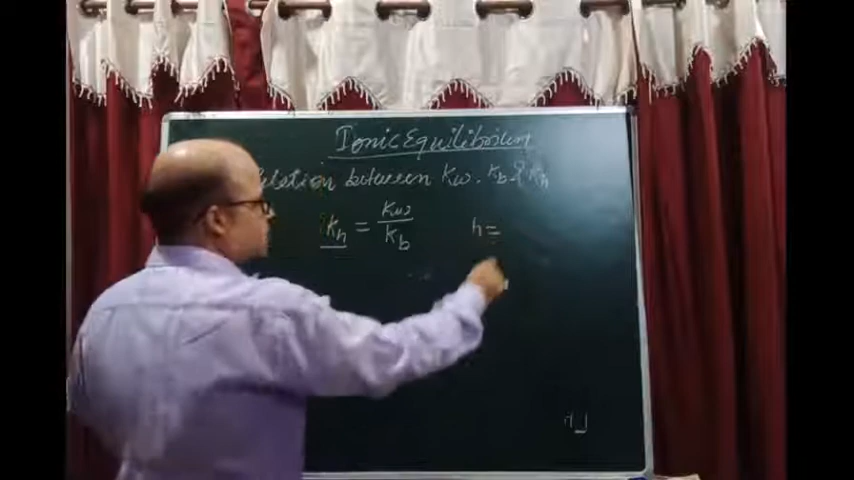 Ionic Equilibrium
Relation between Kw, Kb & Kh
Kh = Kw / Kb
h =